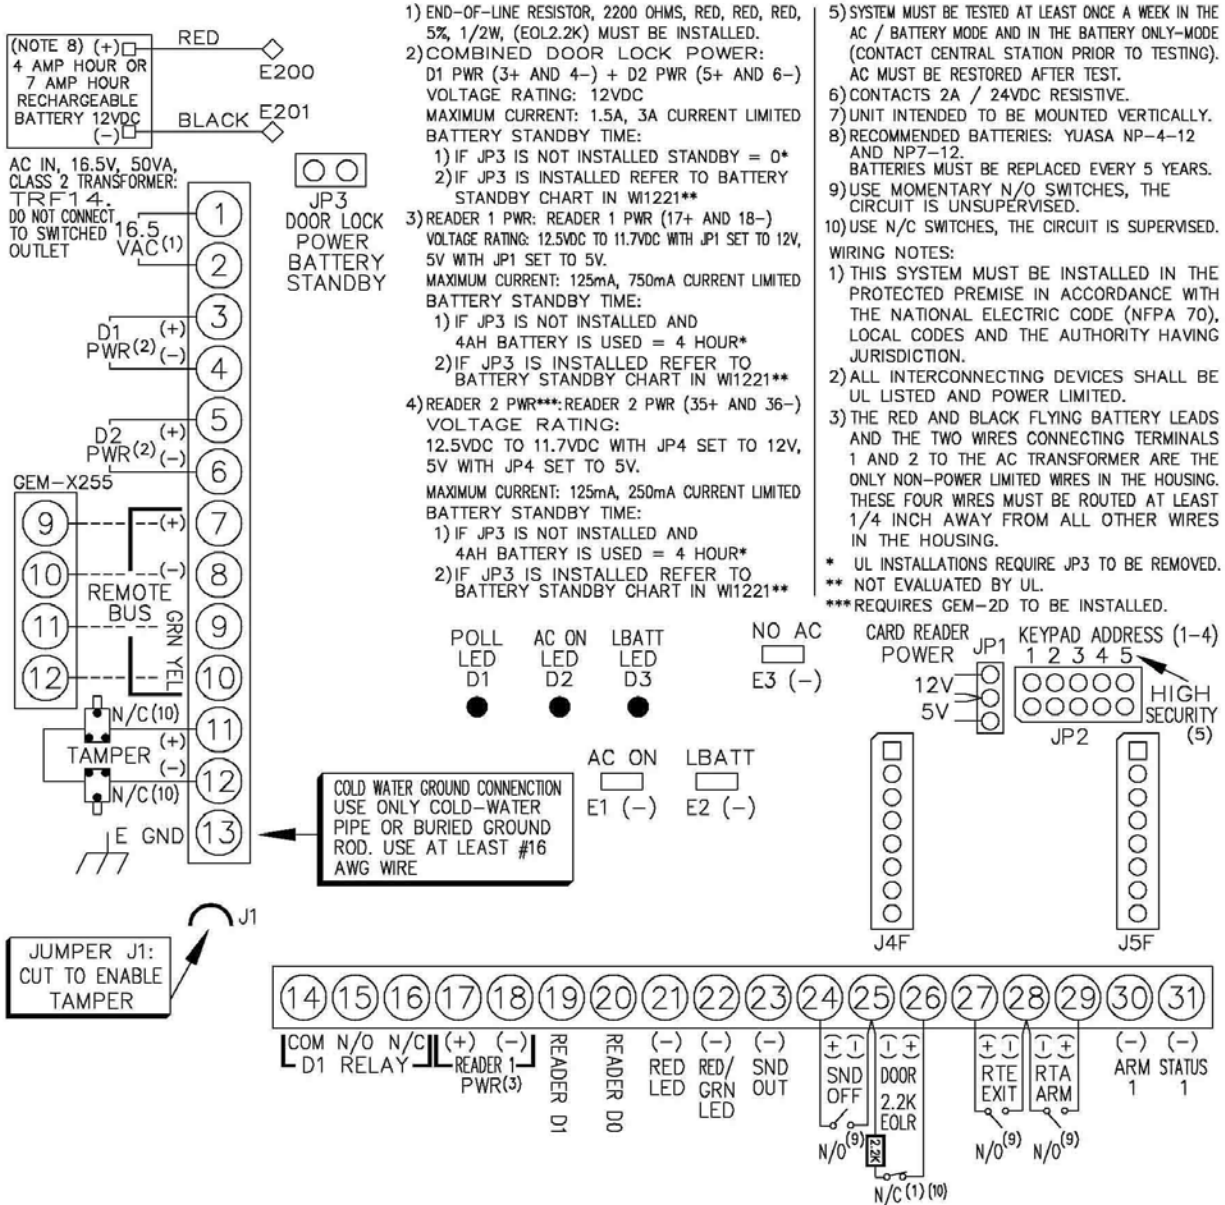 (NOTE 8) (+)
4 AMP HOUR OR
7 AMP HOUR
RECHARGEABLE
BATTERY 12VDC
(−)
RED
E200
BLACK
E201
AC IN, 16.5V, 50VA,
CLASS 2 TRANSFORMER:
TRF14.
DO NOT CONNECT
TO SWITCHED
OUTLET
16.5
VAC(1)
JP3
DOOR LOCK
POWER
BATTERY
STANDBY
1
2
3
4
5
6
7
8
9
10
11
12
13
D1 (+)
PWR(2) (−)
D2 (+)
PWR(2) (−)
GEM-X255
9
10
11
12
(+)
(−)
REMOTE
BUS
GRN
YEL
N/C(10)
TAMPER
(+)
(−)
N/C(10)
E GND
COLD WATER GROUND CONNENCTION
USE ONLY COLD-WATER
PIPE OR BURIED GROUND
ROD. USE AT LEAST #16
AWG WIRE
J1
JUMPER J1:
CUT TO ENABLE
TAMPER
1) END-OF-LINE RESISTOR, 2200 OHMS, RED, RED, RED,
5%, 1/2W, (EOL2.2K) MUST BE INSTALLED.
2) COMBINED DOOR LOCK POWER:
D1 PWR (3+ AND 4−) + D2 PWR (5+ AND 6−)
VOLTAGE RATING: 12VDC
MAXIMUM CURRENT: 1.5A, 3A CURRENT LIMITED
BATTERY STANDBY TIME:
1) IF JP3 IS NOT INSTALLED STANDBY = 0*
2) IF JP3 IS INSTALLED REFER TO BATTERY
STANDBY CHART IN WI1221**
3) READER 1 PWR: READER 1 PWR (17+ AND 18−)
VOLTAGE RATING: 12.5VDC TO 11.7VDC WITH JP1 SET TO 12V,
5V WITH JP1 SET TO 5V.
MAXIMUM CURRENT: 125mA, 750mA CURRENT LIMITED
BATTERY STANDBY TIME:
1) IF JP3 IS NOT INSTALLED AND
4AH BATTERY IS USED = 4 HOUR*
2) IF JP3 IS INSTALLED REFER TO
BATTERY STANDBY CHART IN WI1221**
4) READER 2 PWR***: READER 2 PWR (35+ AND 36−)
VOLTAGE RATING:
12.5VDC TO 11.7VDC WITH JP4 SET TO 12V,
5V WITH JP4 SET TO 5V.
MAXIMUM CURRENT: 125mA, 250mA CURRENT LIMITED
BATTERY STANDBY TIME:
1) IF JP3 IS NOT INSTALLED AND
4AH BATTERY IS USED = 4 HOUR*
2) IF JP3 IS INSTALLED REFER TO
BATTERY STANDBY CHART IN WI1221**
5) SYSTEM MUST BE TESTED AT LEAST ONCE A WEEK IN THE
AC / BATTERY MODE AND IN THE BATTERY ONLY-MODE
(CONTACT CENTRAL STATION PRIOR TO TESTING).
AC MUST BE RESTORED AFTER TEST.
6) CONTACTS 2A / 24VDC RESISTIVE.
7) UNIT INTENDED TO BE MOUNTED VERTICALLY.
8) RECOMMENDED BATTERIES: YUASA NP-4-12
AND NP7-12.
BATTERIES MUST BE REPLACED EVERY 5 YEARS.
9) USE MOMENTARY N/O SWITCHES, THE
CIRCUIT IS UNSUPERVISED.
10) USE N/C SWITCHES, THE CIRCUIT IS SUPERVISED.
WIRING NOTES:
1) THIS SYSTEM MUST BE INSTALLED IN THE
PROTECTED PREMISE IN ACCORDANCE WITH
THE NATIONAL ELECTRIC CODE (NFPA 70),
LOCAL CODES AND THE AUTHORITY HAVING
JURISDICTION.
2) ALL INTERCONNECTING DEVICES SHALL BE
UL LISTED AND POWER LIMITED.
3) THE RED AND BLACK FLYING BATTERY LEADS
AND THE TWO WIRES CONNECTING TERMINALS
1 AND 2 TO THE AC TRANSFORMER ARE THE
ONLY NON-POWER LIMITED WIRES IN THE HOUSING.
THESE FOUR WIRES MUST BE ROUTED AT LEAST
1/4 INCH AWAY FROM ALL OTHER WIRES
IN THE HOUSING.
* UL INSTALLATIONS REQUIRE JP3 TO BE REMOVED.
** NOT EVALUATED BY UL.
*** REQUIRES GEM-2D TO BE INSTALLED.
POLL
LED
D1
AC ON
LED
D2
LBATT
LED
D3
NO AC
E3 (−)
AC ON
E1 (−)
LBATT
E2 (−)
CARD READER
POWER
JP1
12V
5V
KEYPAD ADDRESS (1-4)
1 2 3 4 5
JP2
HIGH
SECURITY
(5)
J4F
J5F
14 15 16 17 18 19 20 21 22 23 24 25 26 27 28 29 30 31
COM N/O N/C
D1 RELAY
(+) (−)
READER 1
PWR(3)
READER D1
READER D0
(−)
RED
LED
(−)
RED/
GRN
LED
(−)
SND
OUT
(+) (−)
SND
OFF
N/O(9)
(−) (+)
DOOR
2.2K
EOLR
2.2K
N/C(1)(10)
(+) (−)
RTE
EXIT
N/O(9)
(−) (+)
RTA
ARM
N/O(9)
(−)
ARM
1
(−)
STATUS
1